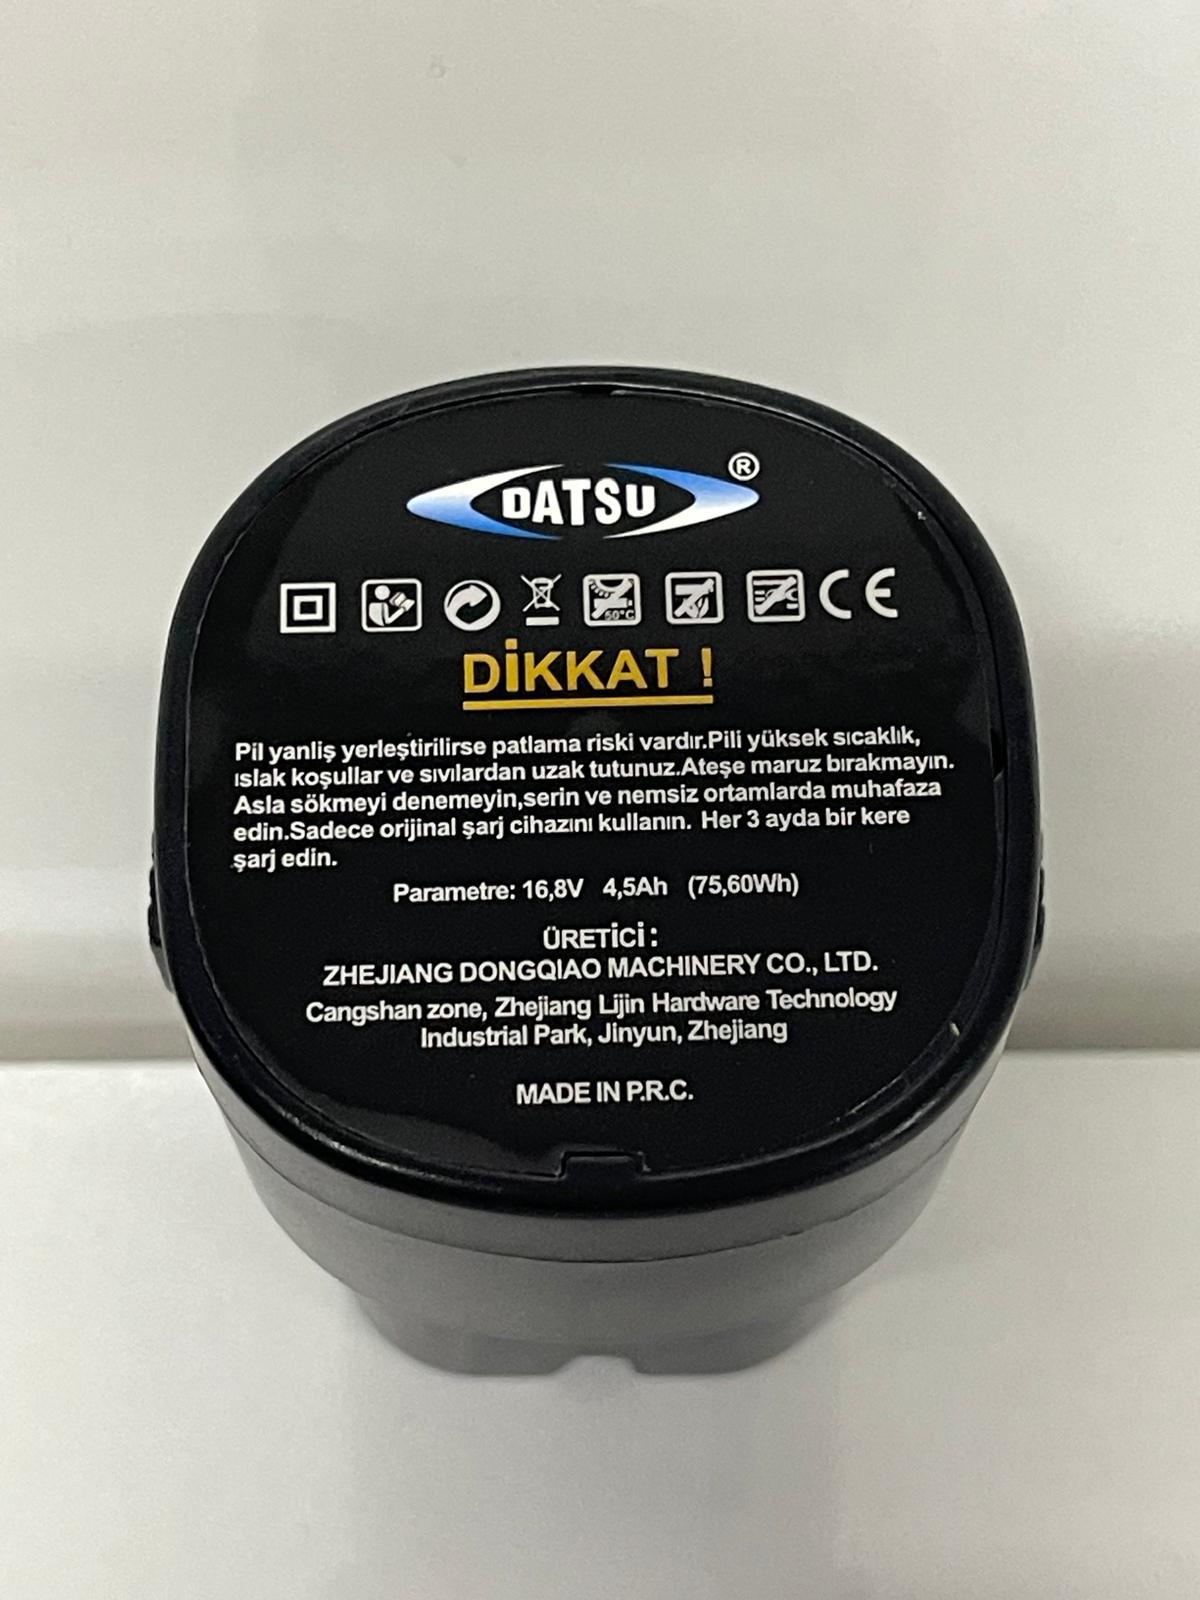 DATSU ®
50°C CE
DİKKAT !
Pil yanliş yerleştirilirse patlama riski vardır.Pili yüksek sıcaklık,
ıslak koşullar ve sıvılardan uzak tutunuz.Ateşe maruz bırakmayın.
Asla sökmeyi denemeyin,serin ve nemsiz ortamlarda muhafaza
edin.Sadece orijinal şarj cihazını kullanın. Her 3 ayda bir kere
şarj edin.
Parametre: 16,8V 4,5Ah (75,60Wh)
ÜRETİCİ :
ZHEJIANG DONGQIAO MACHINERY CO., LTD.
Cangshan zone, Zhejiang Lijin Hardware Technology
Industrial Park, Jinyun, Zhejiang
MADE IN P.R.C.